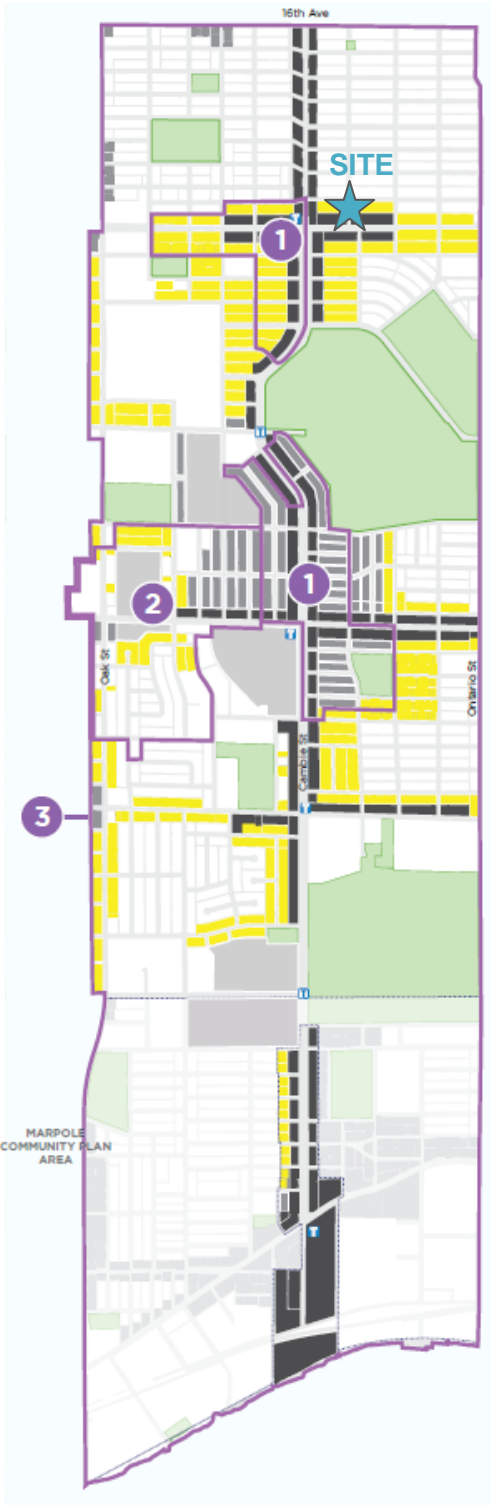 16th Ave
SITE
1
T
T
1
2
T
Oak St
Ontario St
Cambie St
3
T
T
MARPOLE
COMMUNITY PLAN
AREA
T